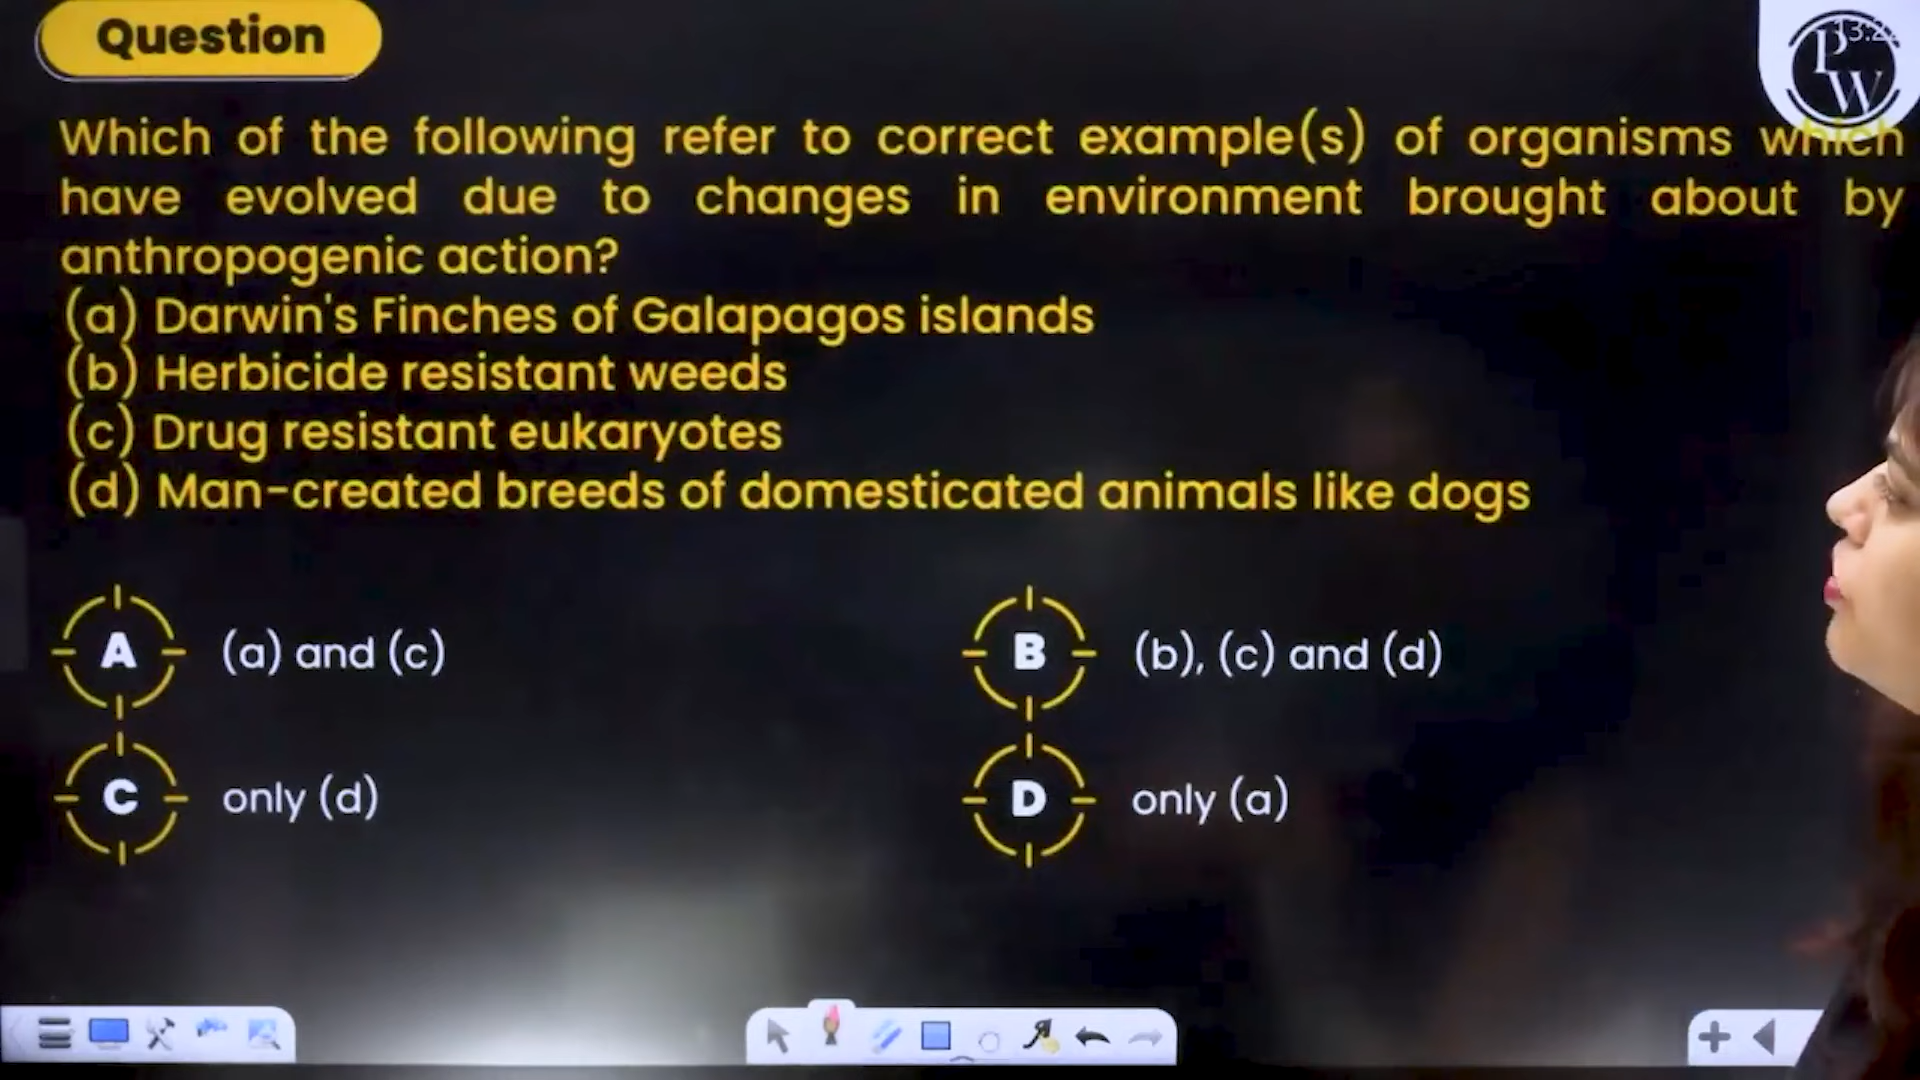 Question
Which of the following refer to correct example(s) of organisms which
have evolved due to changes in environment brought about by
anthropogenic action?
(a) Darwin's Finches of Galapagos islands
(b) Herbicide resistant weeds
(c) Drug resistant eukaryotes
(d) Man-created breeds of domesticated animals like dogs
A (a) and (c)
B (b), (c) and (d)
C only (d)
D only (a)
PW